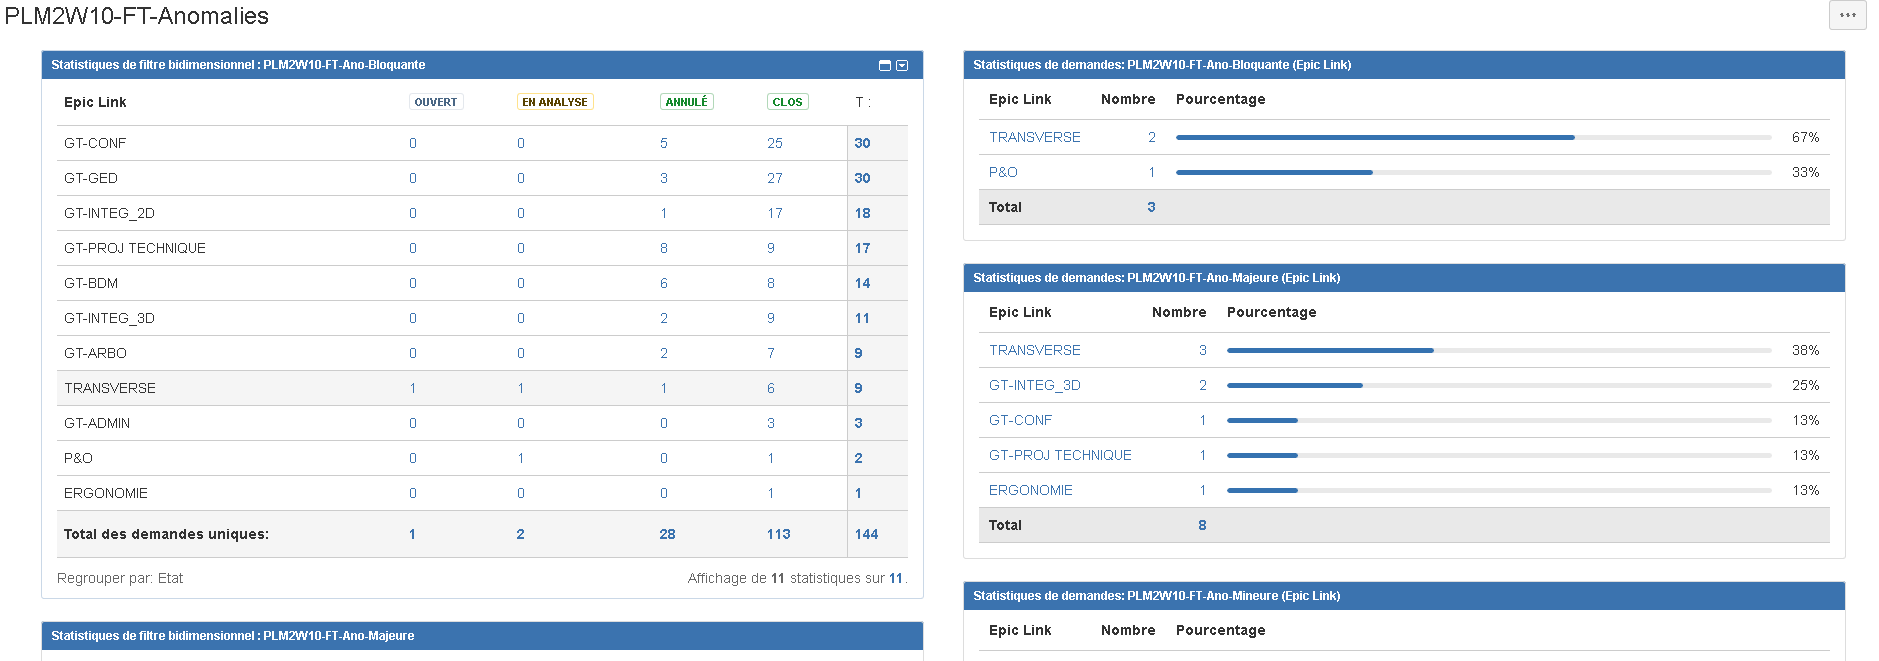 PLM2W10-FT-Anomalies
Statistiques de filtre bidimensionnel : PLM2W10-FT-Ano-Bloquante
Epic Link OUVERT EN ANALYSE ANNULÉ CLOS T :
GT-CONF 0 0 5 25 30
GT-GED 0 0 3 27 30
GT-INTEG_2D 0 0 1 17 18
GT-PROJ TECHNIQUE 0 0 8 9 17
GT-BDM 0 0 6 8 14
GT-INTEG_3D 0 0 2 9 11
GT-ARBO 0 0 2 7 9
TRANSVERSE 1 1 1 6 9
GT-ADMIN 0 0 0 3 3
P&O 0 1 0 1 2
ERGONOMIE 0 0 0 1 1
Total des demandes uniques: 1 2 28 113 144
Regrouper par: Etat Affichage de 11 statistiques sur 11.
Statistiques de filtre bidimensionnel : PLM2W10-FT-Ano-Majeure
Statistiques de demandes: PLM2W10-FT-Ano-Bloquante (Epic Link)
Epic Link Nombre Pourcentage
TRANSVERSE 2 67%
P&O 1 33%
Total 3
Statistiques de demandes: PLM2W10-FT-Ano-Majeure (Epic Link)
Epic Link Nombre Pourcentage
TRANSVERSE 3 38%
GT-INTEG_3D 2 25%
GT-CONF 1 13%
GT-PROJ TECHNIQUE 1 13%
ERGONOMIE 1 13%
Total 8
Statistiques de demandes: PLM2W10-FT-Ano-Mineure (Epic Link)
Epic Link Nombre Pourcentage